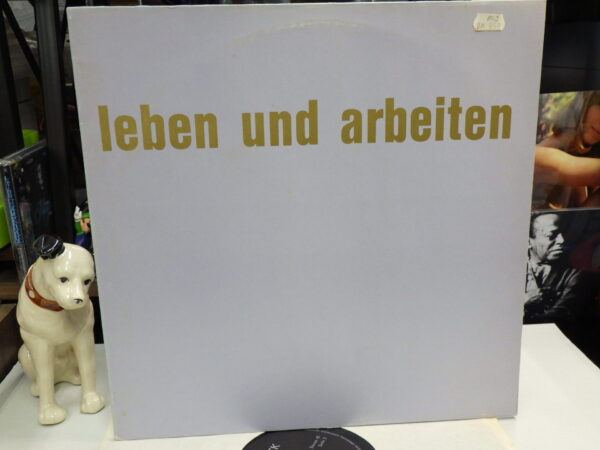 leben und arbeiten